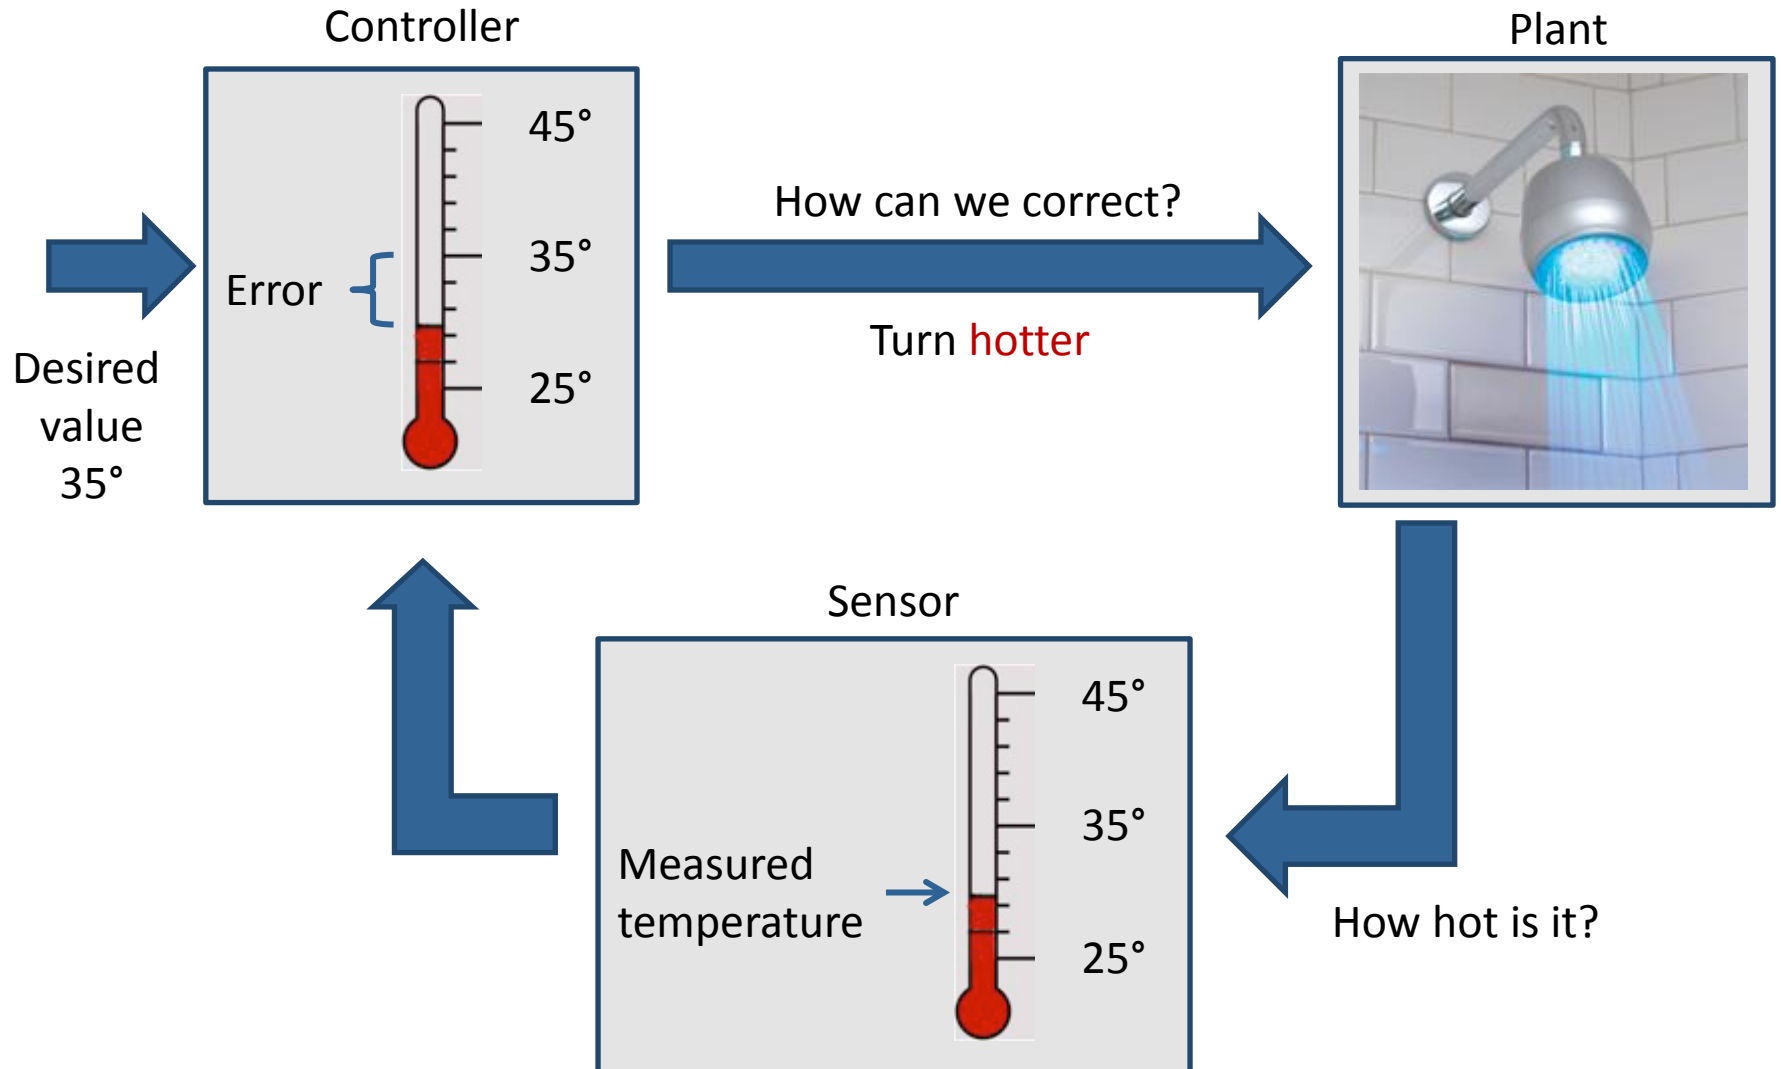 Controller
45°
35°
25°
Error
Desired
value
35°
How can we correct?
Turn hotter
Plant
How hot is it?
Sensor
45°
35°
25°
Measured
temperature